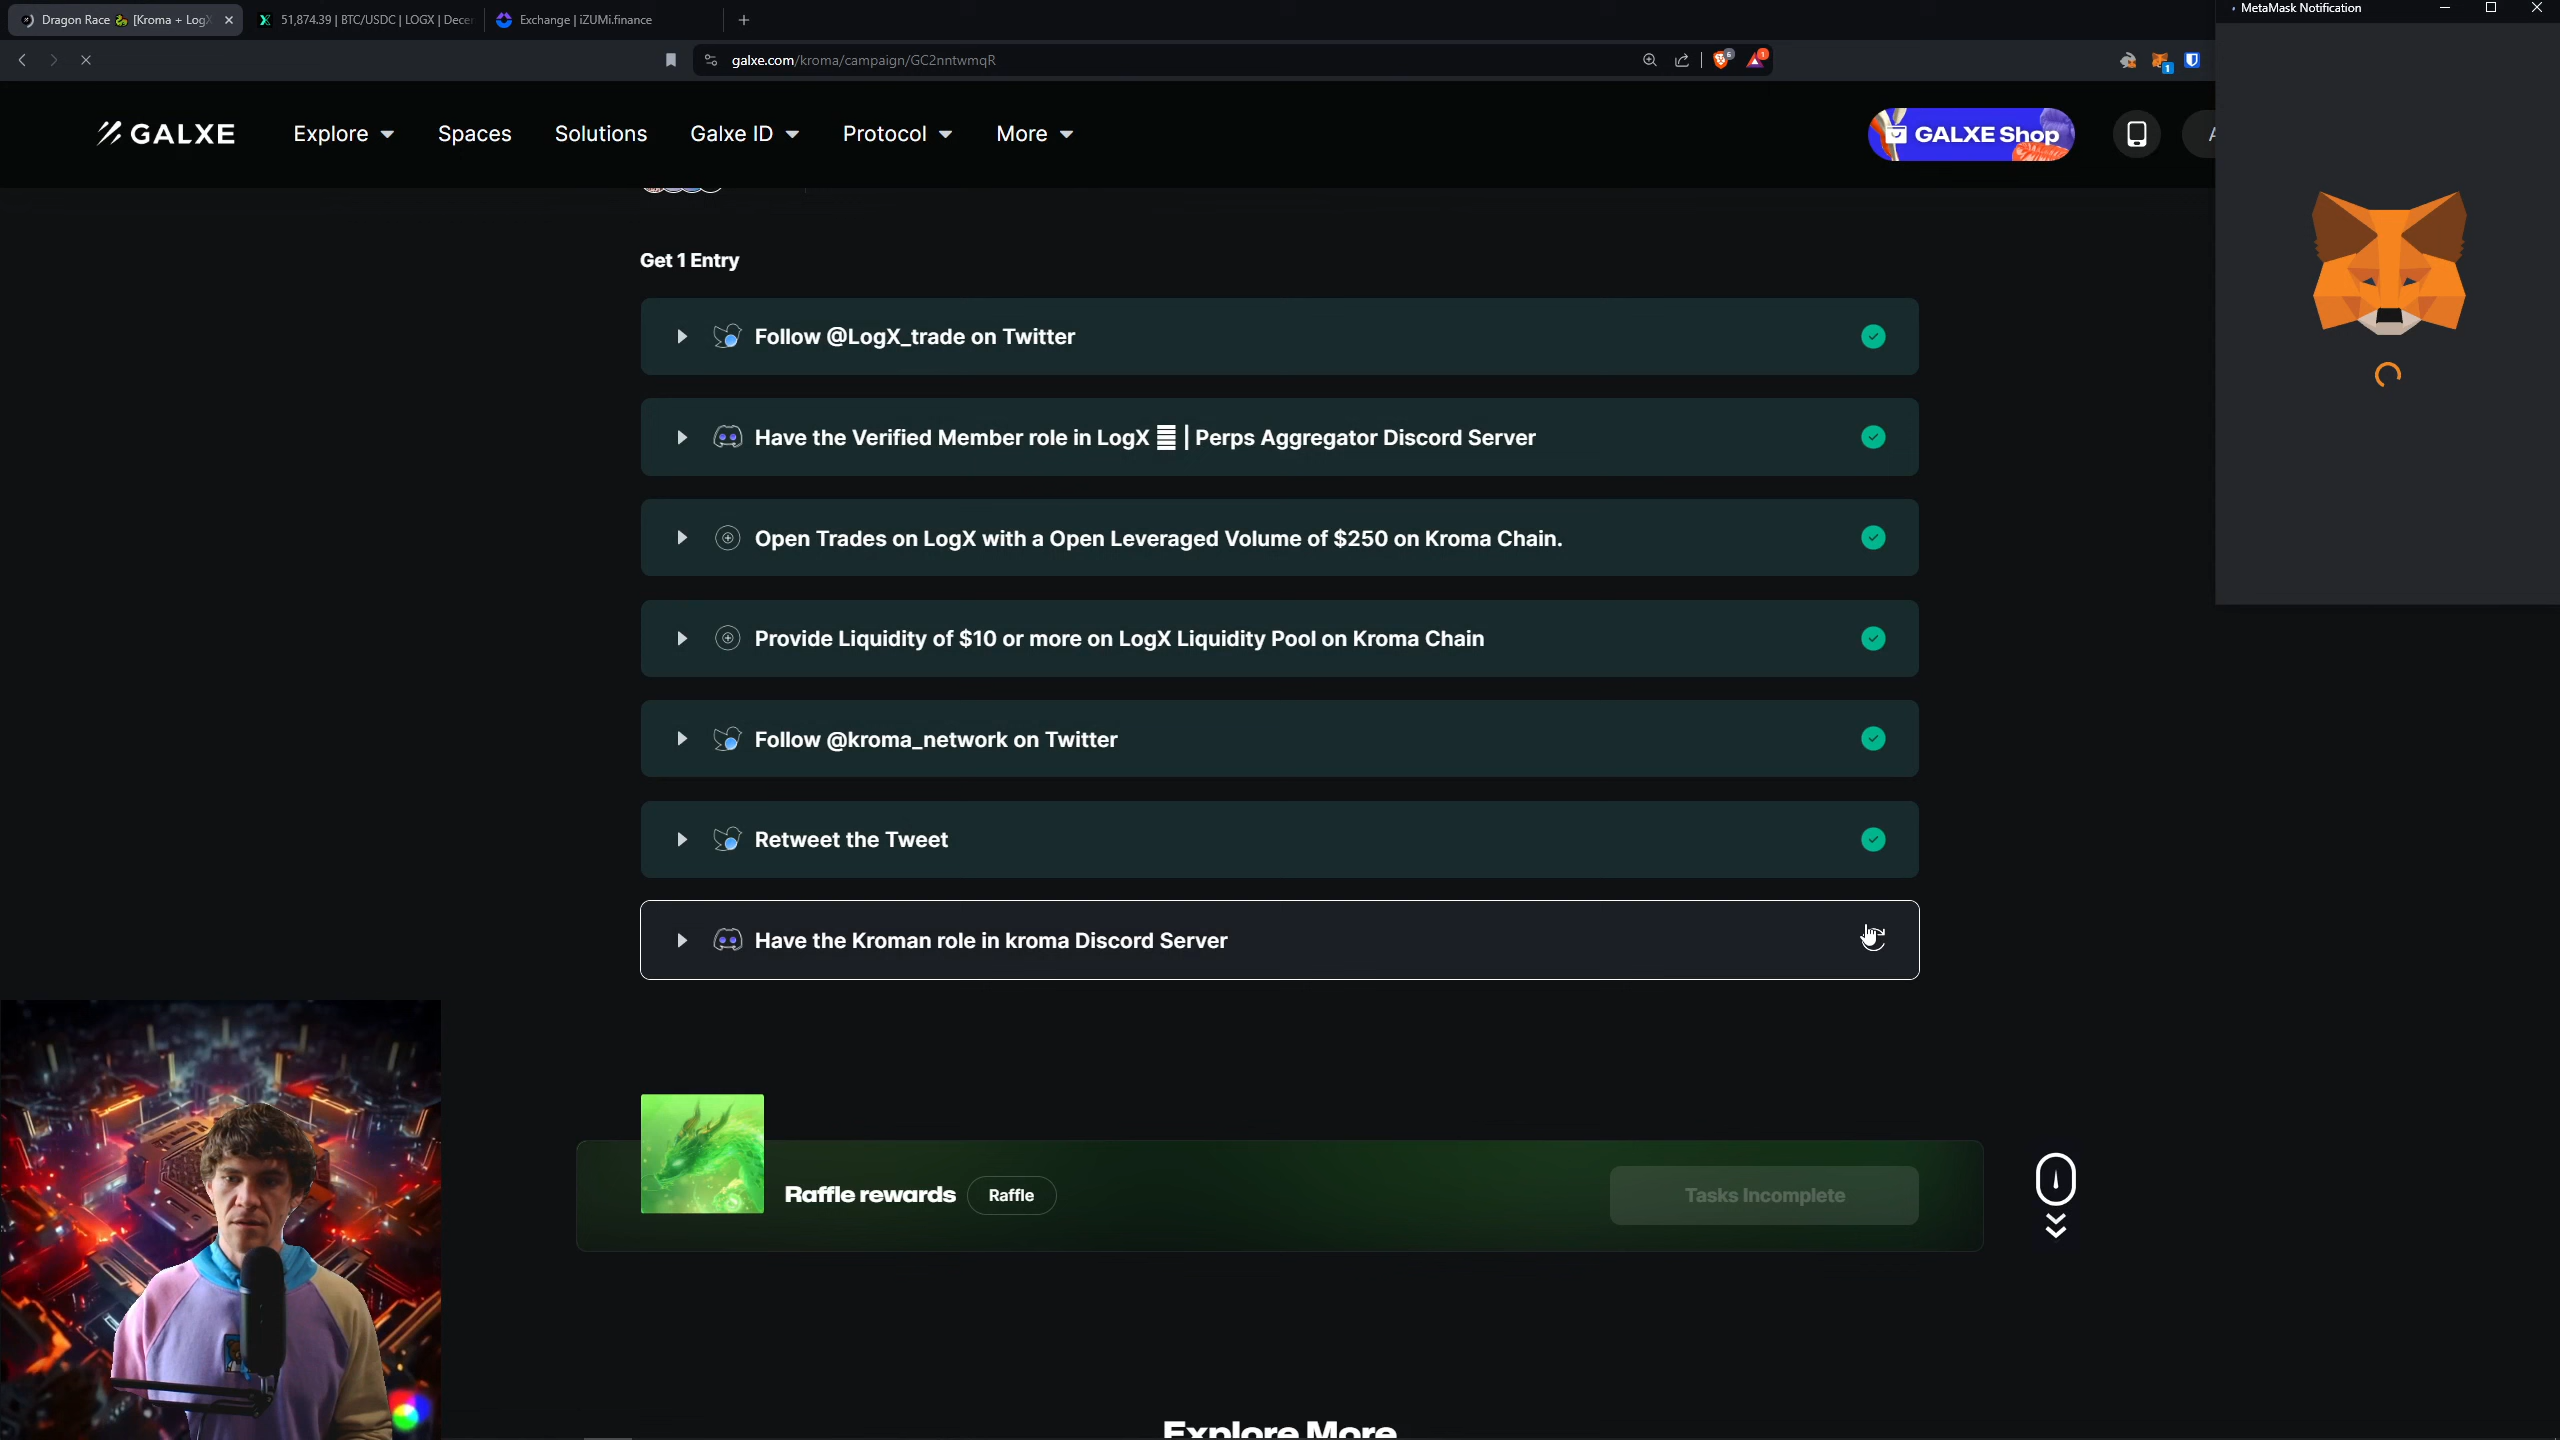 Dragon Race 🐉 [Kroma + Log
51,874.39 | BTC/USDC | LOGX | Decen
Exchange | iZUMi.finance
MetaMask Notification
galxe.com/kroma/campaign/GC2nntwmqR
6
1
1
GALXE
Explore
Spaces
Solutions
Galxe ID
Protocol
More
GALXE Shop
Get 1 Entry
Follow @LogX_trade on Twitter
Have the Verified Member role in LogX | Perps Aggregator Discord Server
Open Trades on LogX with a Open Leveraged Volume of $250 on Kroma Chain.
Provide Liquidity of $10 or more on LogX Liquidity Pool on Kroma Chain
Follow @kroma_network on Twitter
Retweet the Tweet
Have the Kroman role in kroma Discord Server
Raffle rewards
Raffle
Tasks Incomplete
Explore More